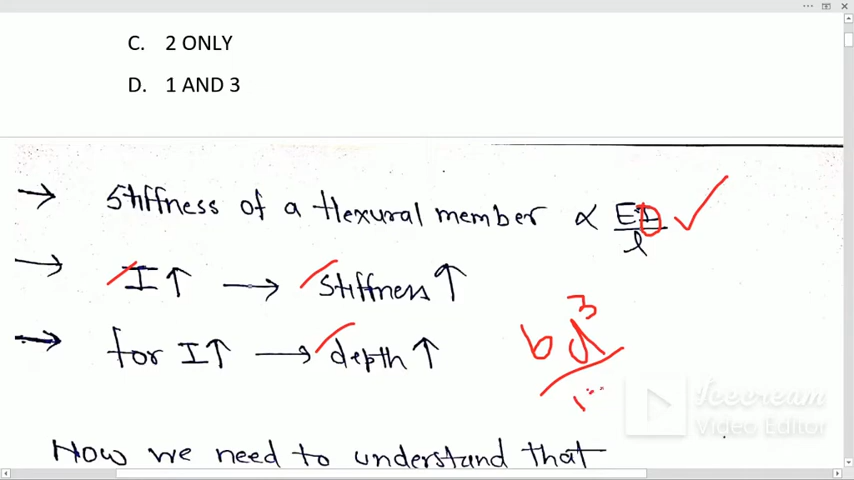 C. 2 ONLY
D. 1 AND 3
→ Stiffness of a flexural member ∝ EI/l ✓
→ I↑ → stiffness↑
→ for I↑ → depth↑
bd³
Icecream
Video Editor
Now we need to understand that